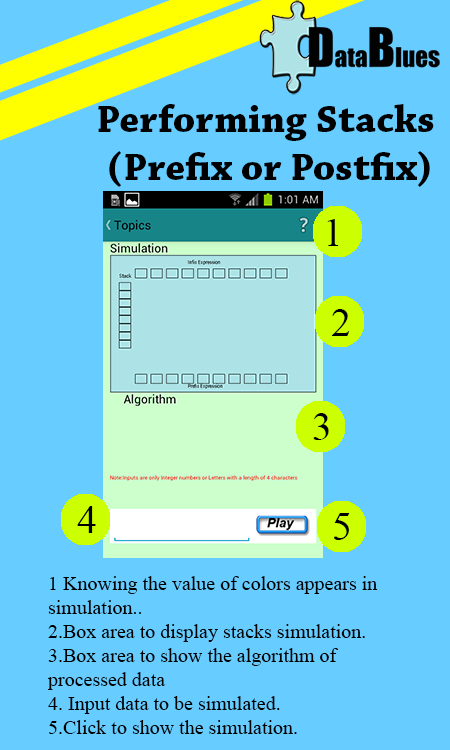 DataBlues
Performing Stacks
(Prefix or Postfix)
1:01 AM
Topics
?
1
Simulation
Infix Expression
Stack
2
Prefix Expression
Algorithm
3
Note:Inputs are only Integer numbers or Letters with a length of 4 characters
4
Play
5
1 Knowing the value of colors appears in
simulation..
2.Box area to display stacks simulation.
3.Box area to show the algorithm of
processed data
4. Input data to be simulated.
5.Click to show the simulation.